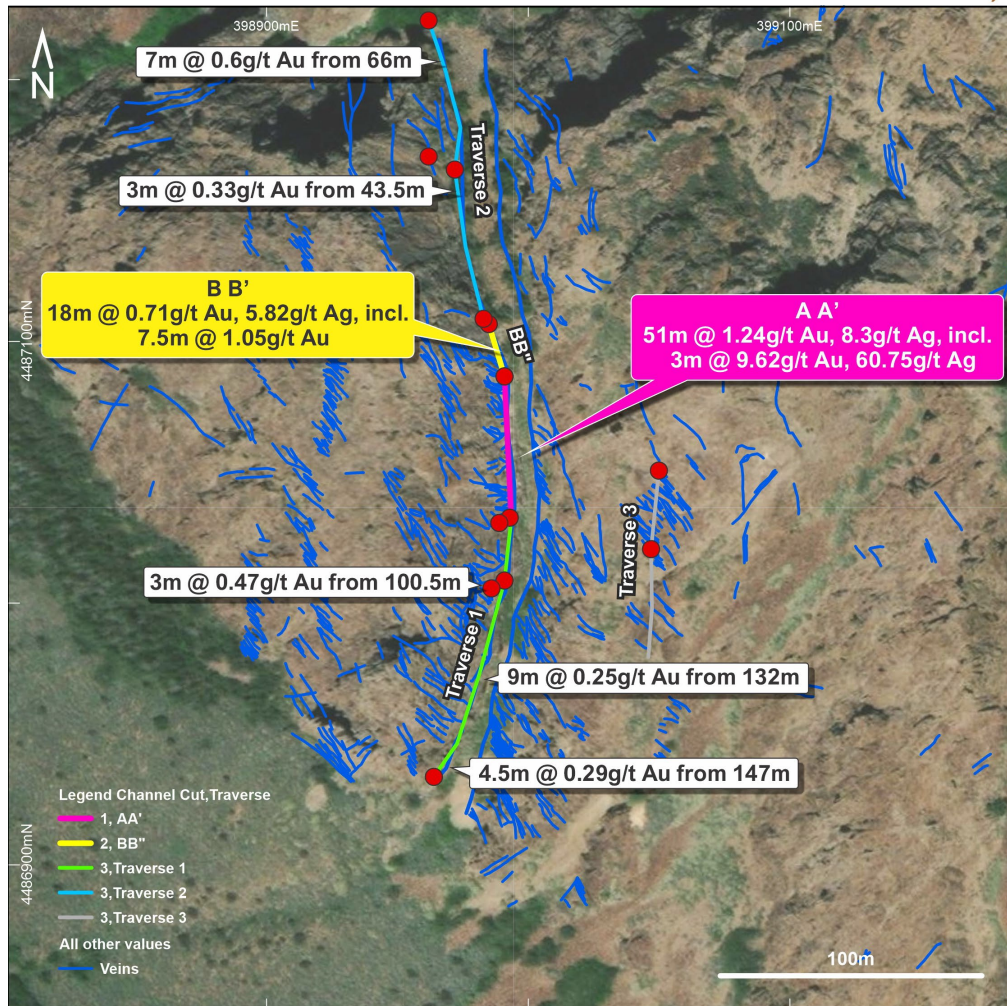 398900mE
399100mE
N
7m @ 0.6g/t Au from 66m
Traverse 2
3m @ 0.33g/t Au from 43.5m
4487100mN
B B’
18m @ 0.71g/t Au, 5.82g/t Ag, incl.
7.5m @ 1.05g/t Au
BB"
A A’
51m @ 1.24g/t Au, 8.3g/t Ag, incl.
3m @ 9.62g/t Au, 60.75g/t Ag
Traverse 3
3m @ 0.47g/t Au from 100.5m
Traverse 1
9m @ 0.25g/t Au from 132m
4.5m @ 0.29g/t Au from 147m
4486900mN
Legend Channel Cut,Traverse
1, AA'
2, BB"
3,Traverse 1
3,Traverse 2
3,Traverse 3
All other values
Veins
100m